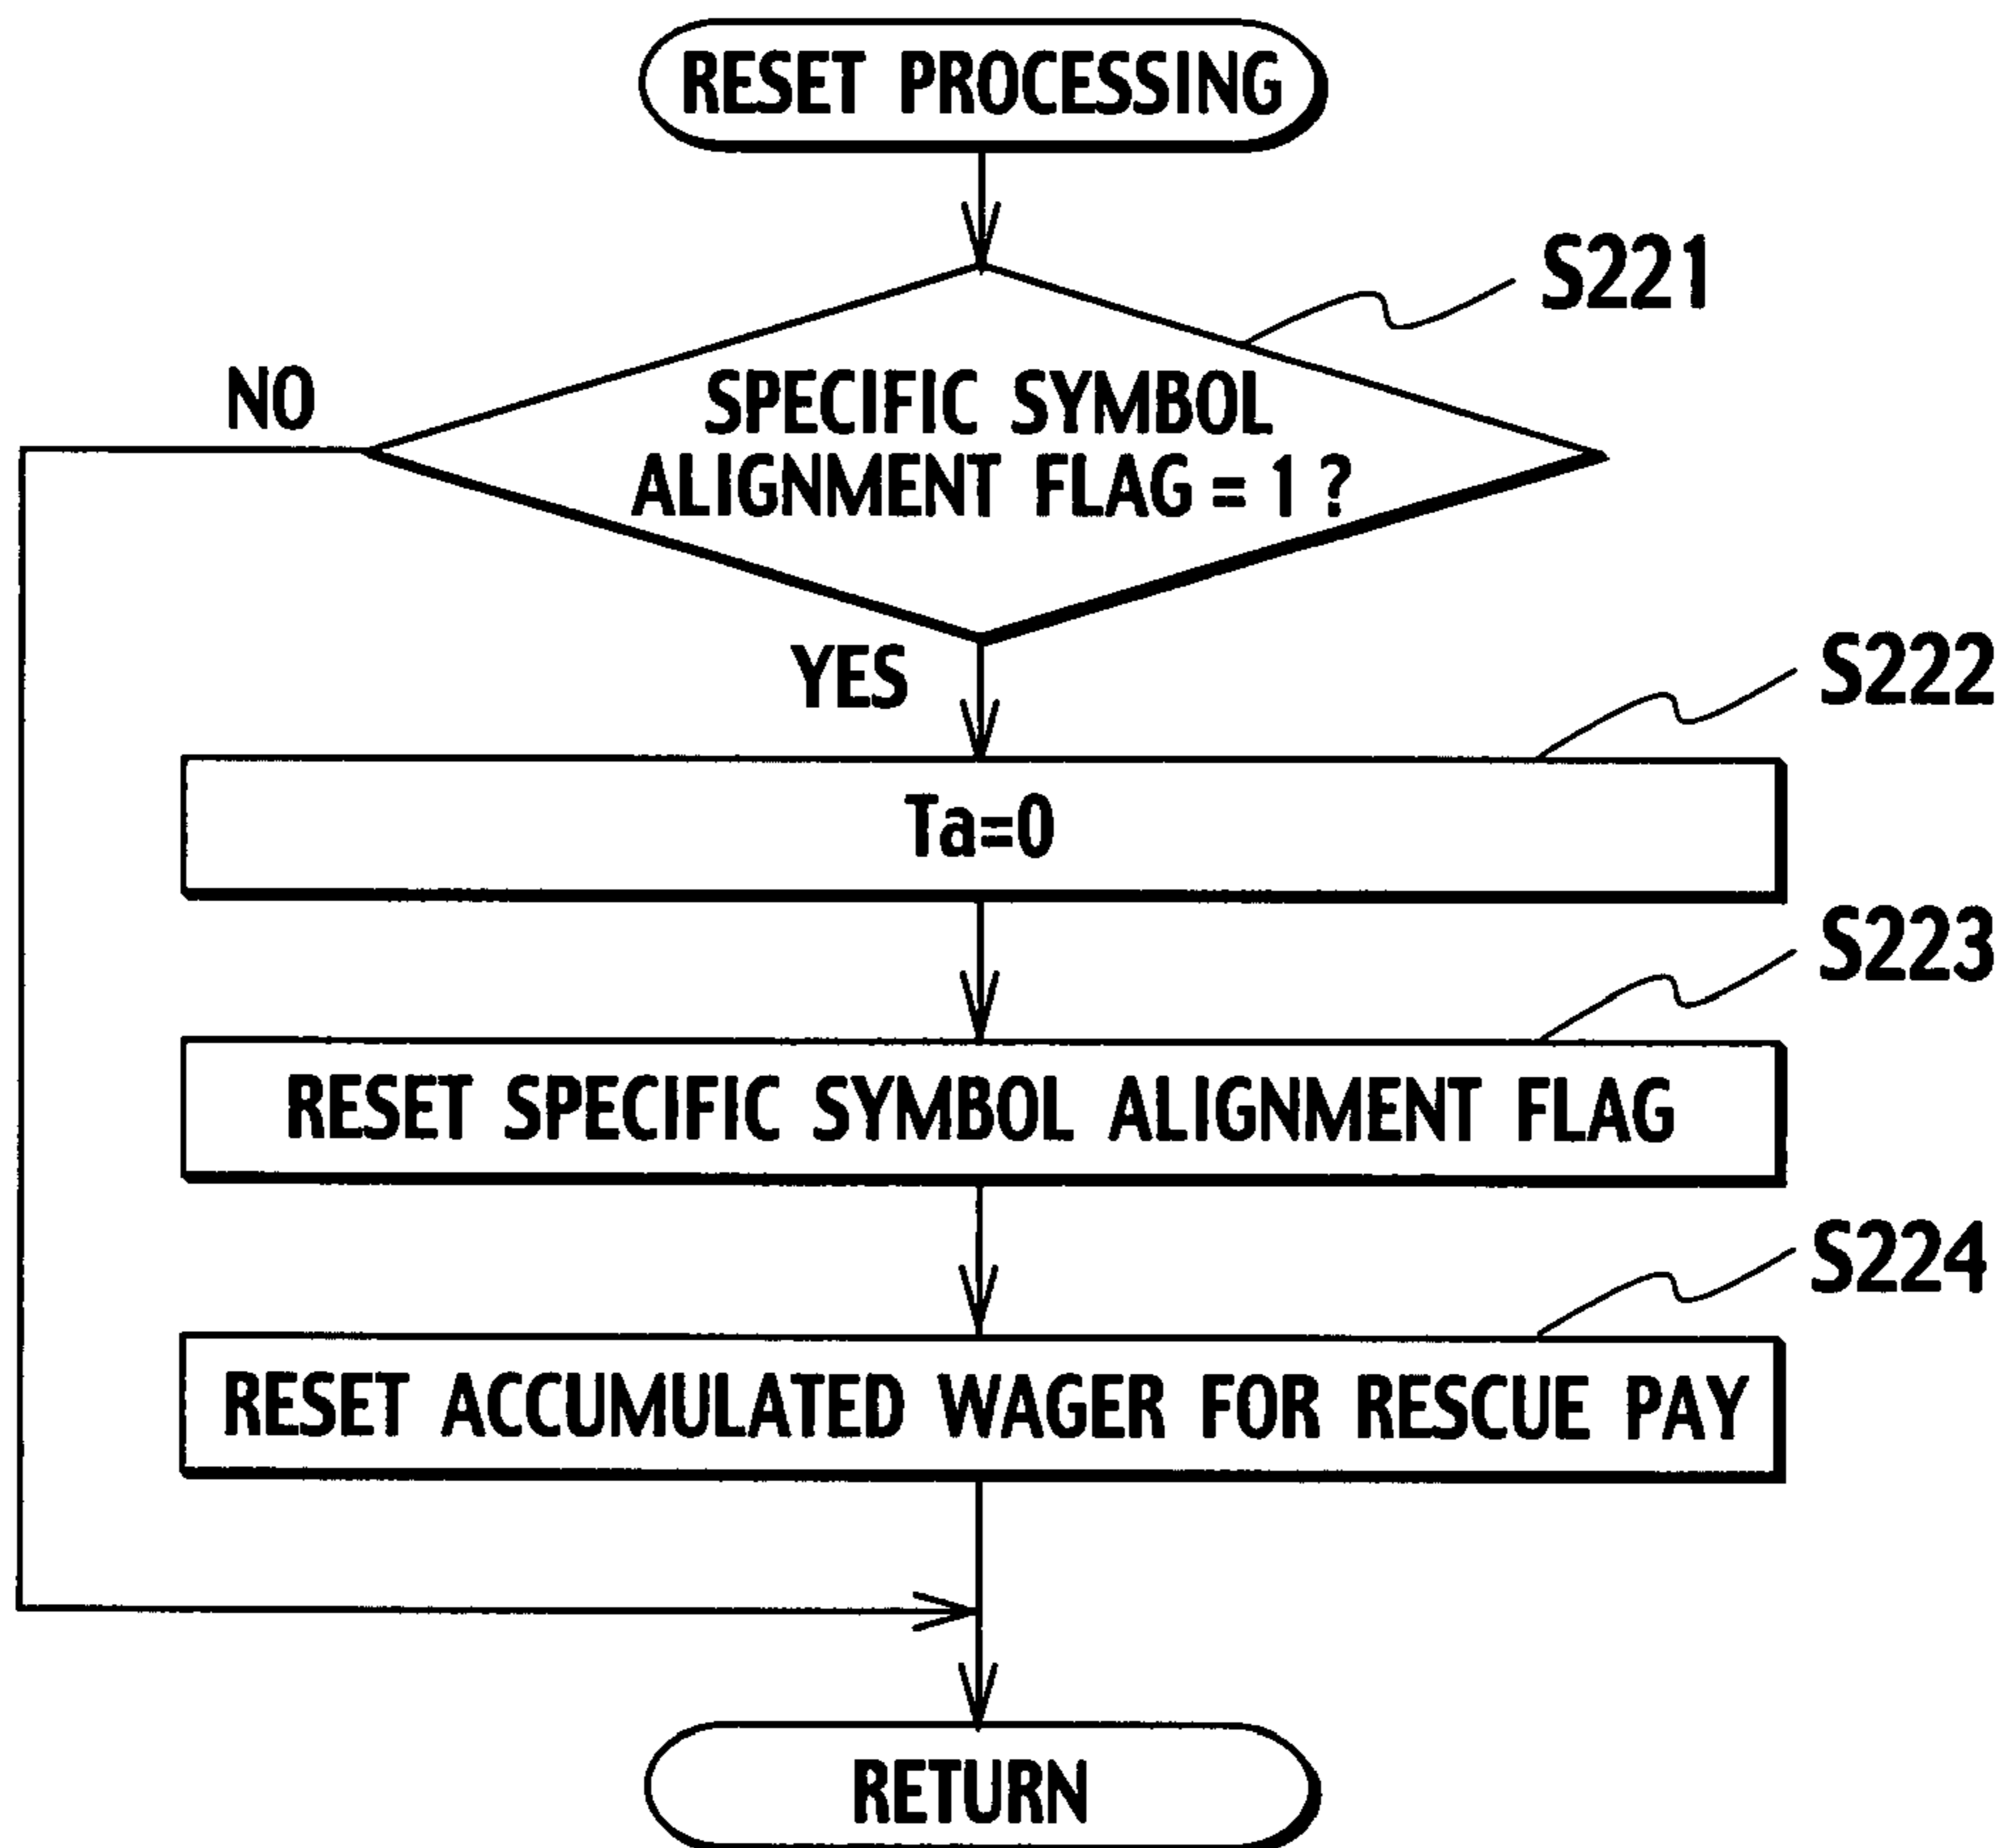 RESET PROCESSING
S221
NO
SPECIFIC SYMBOL
ALIGNMENT FLAG = 1 ?
YES
S222
Ta=0
S223
RESET SPECIFIC SYMBOL ALIGNMENT FLAG
S224
RESET ACCUMULATED WAGER FOR RESCUE PAY
RETURN